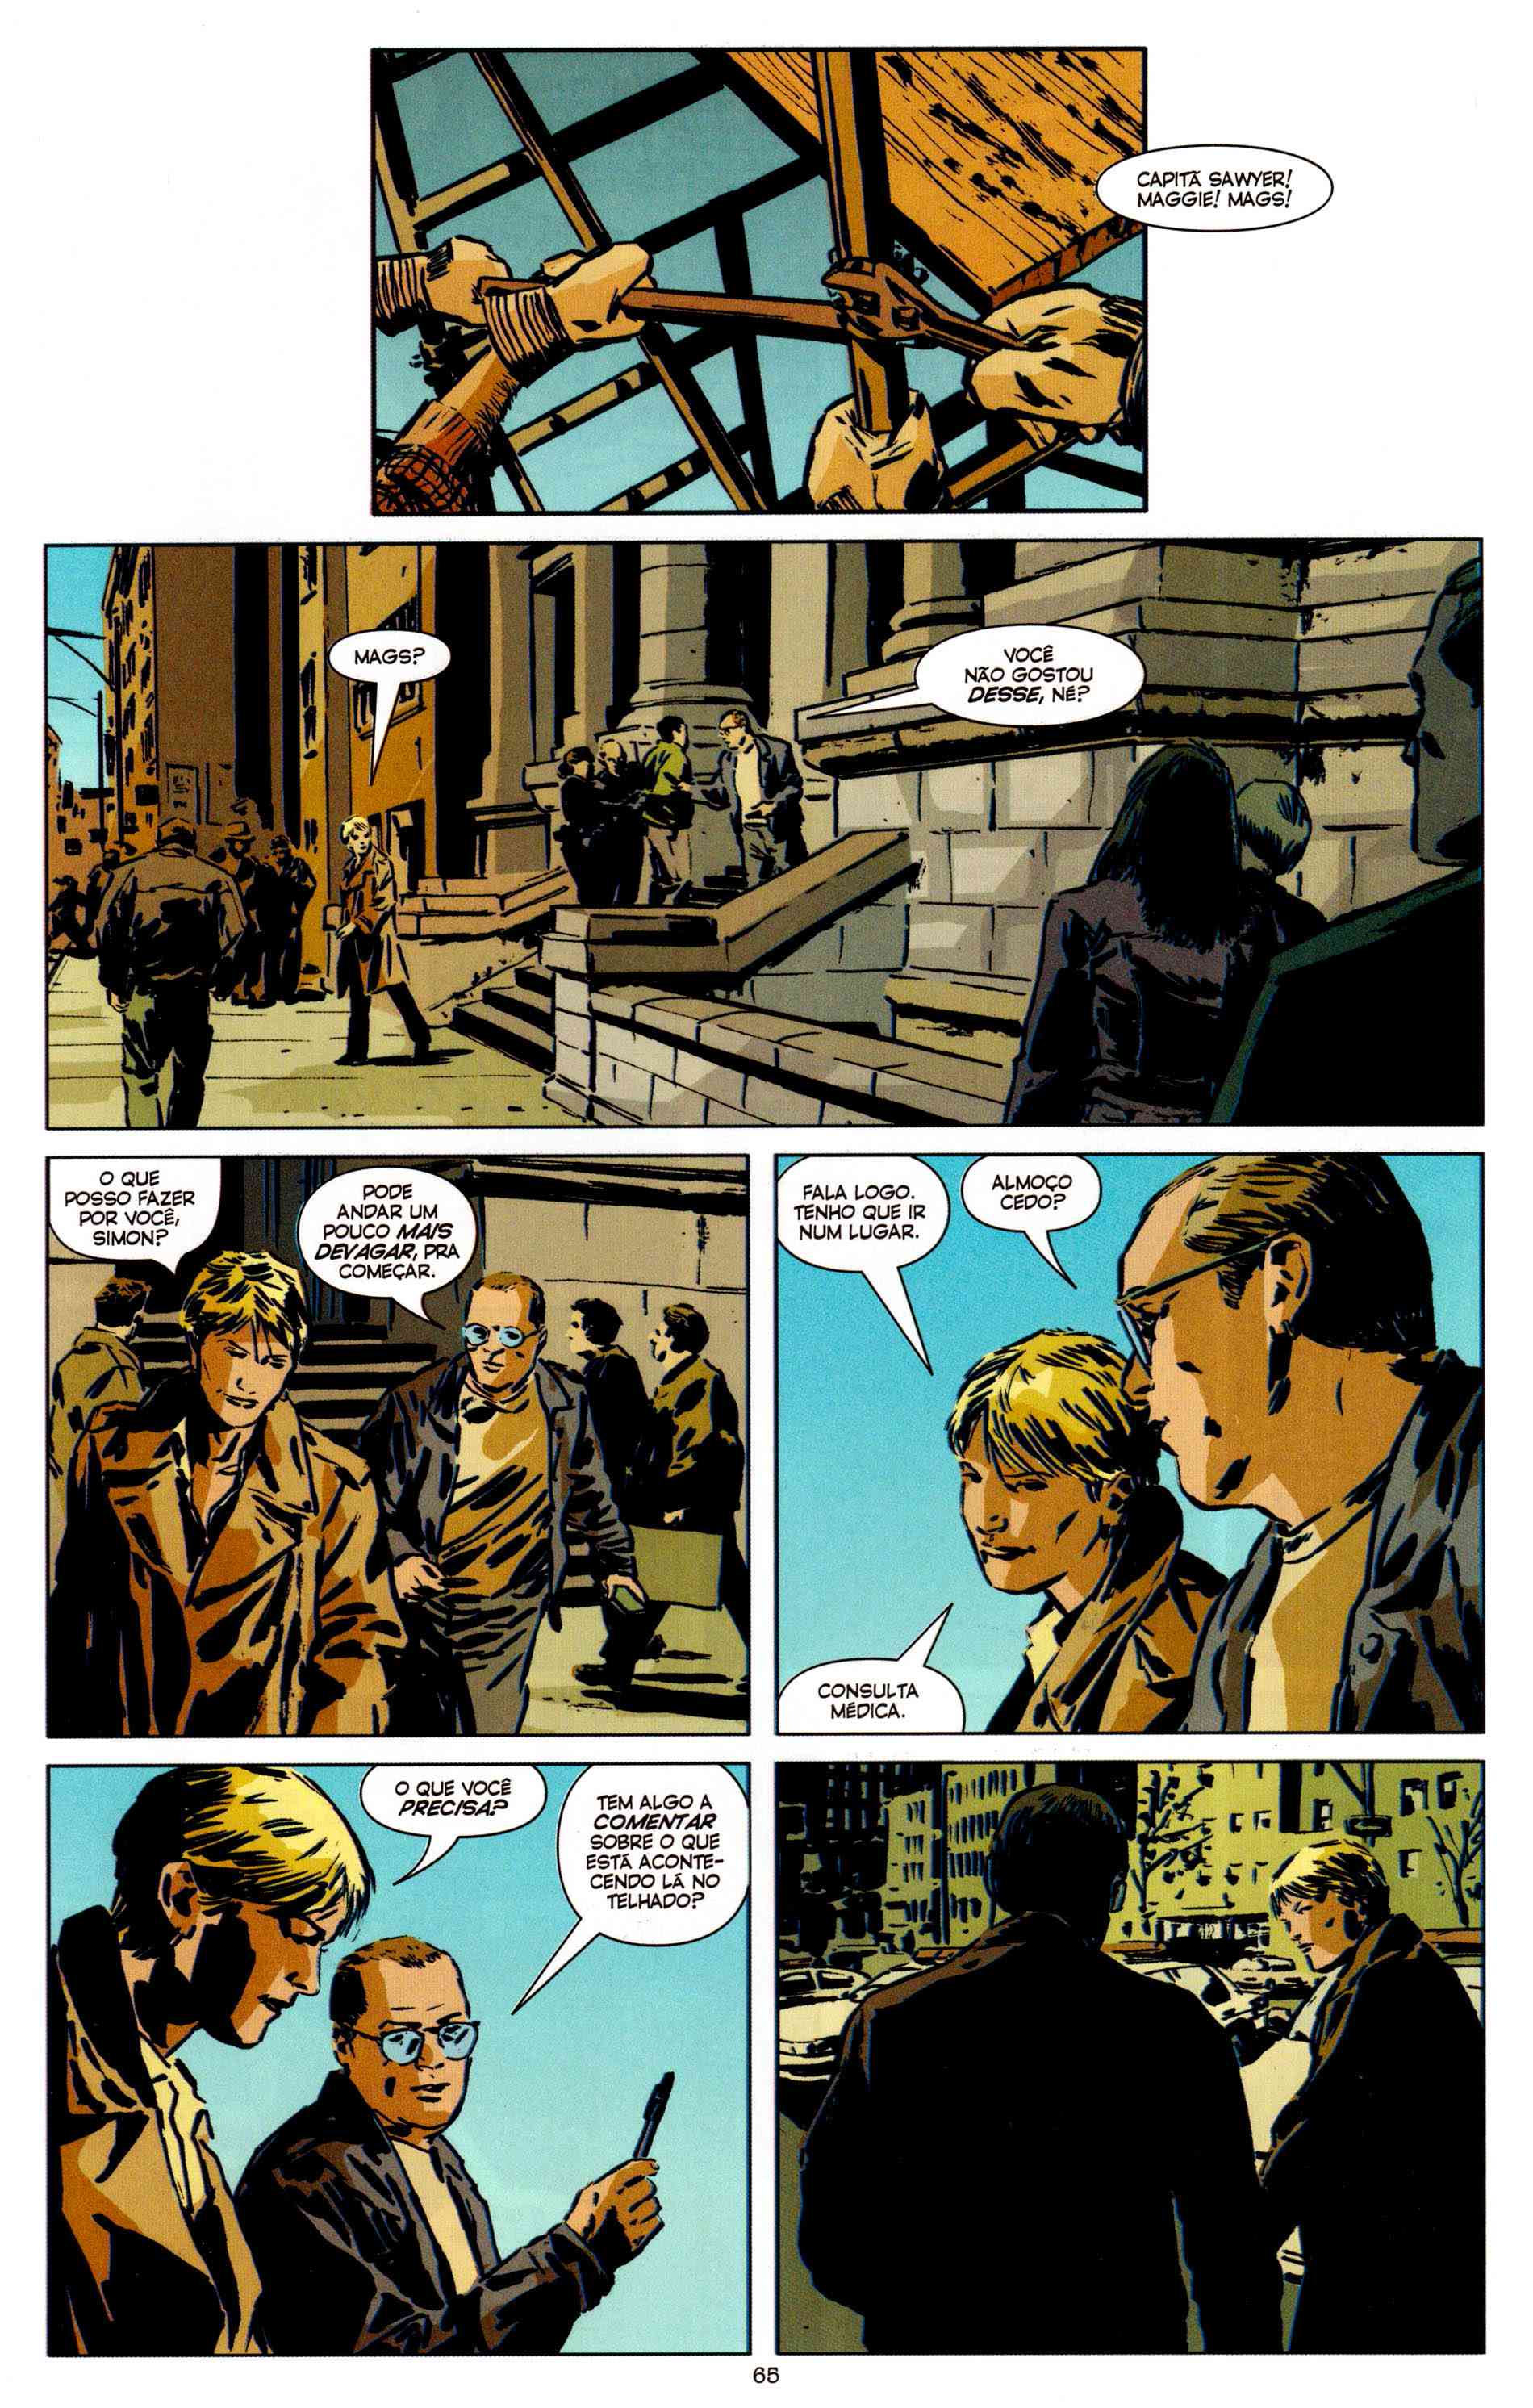 CAPITÃ SAWYER!
MAGGIE! MAGS!
MAGS?
VOCÊ
NÃO GOSTOU
DESSE, NÉ?
O QUE
POSSO FAZER
POR VOCÊ,
SIMON?
PODE
ANDAR UM
POUCO MAIS
DEVAGAR, PRA
COMEÇAR.
FALA LOGO.
TENHO QUE IR
NUM LUGAR.
ALMOÇO
CEDO?
CONSULTA
MÉDICA.
O QUE VOCÊ
PRECISA?
TEM ALGO A
COMENTAR
SOBRE O QUE
ESTÁ ACONTE-
CENDO LÁ NO
TELHADO?
65